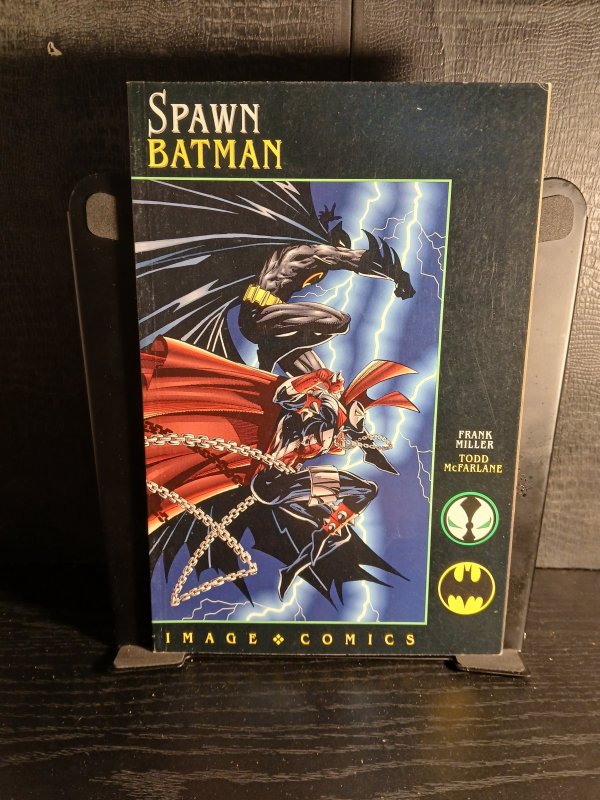 SPAWN
BATMAN
FRANK
MILLER
TODD
MCFARLANE
IMAGE ❖ COMICS